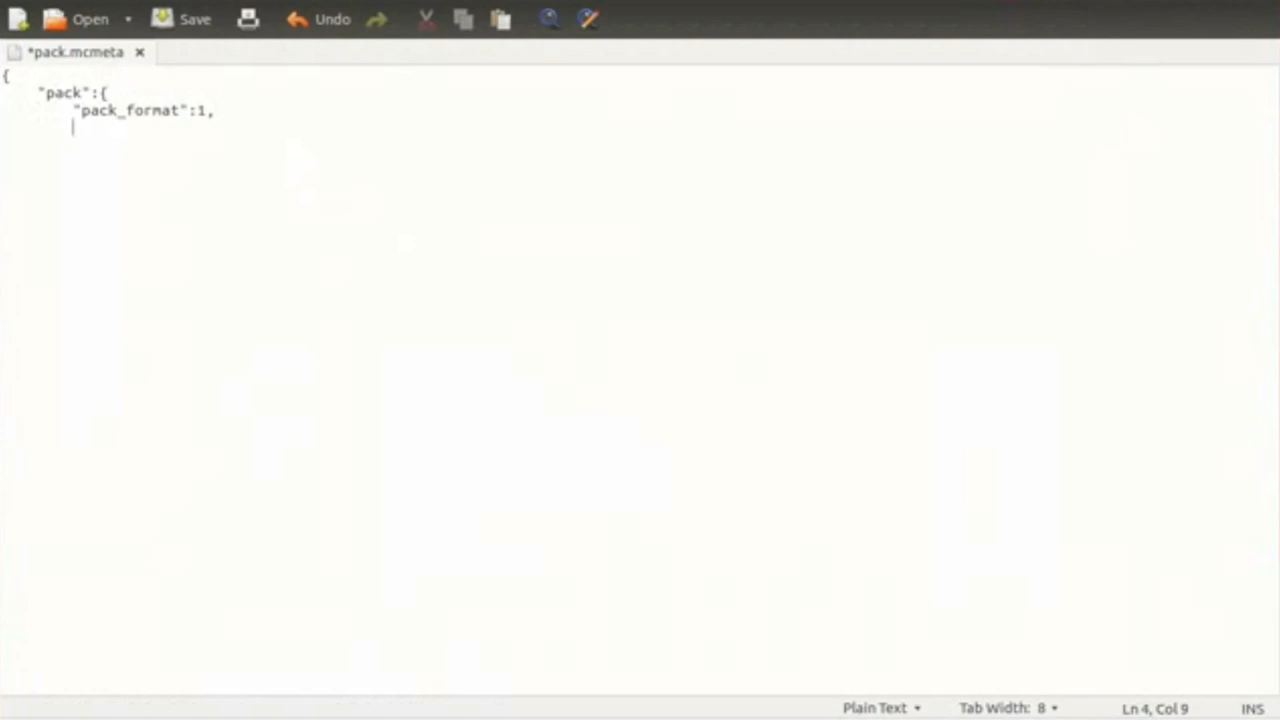 Open Save Undo
*pack.mcmeta
{
"pack":{
"pack_format":1,
Plain Text Tab Width: 8 Ln 4, Col 9 INS